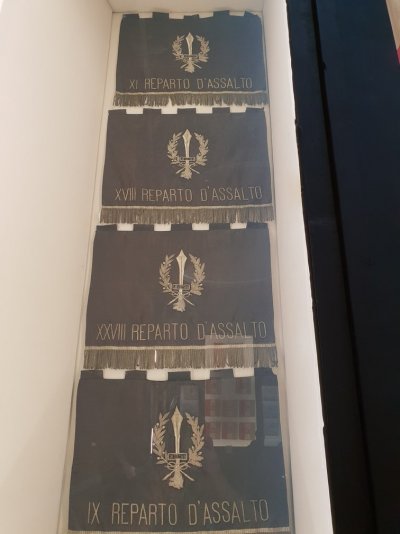 XI REPARTO D'ASSALTO
XVIII REPARTO D'ASSALTO
XXVIII REPARTO D'ASSALTO
IX REPARTO D'ASSALTO